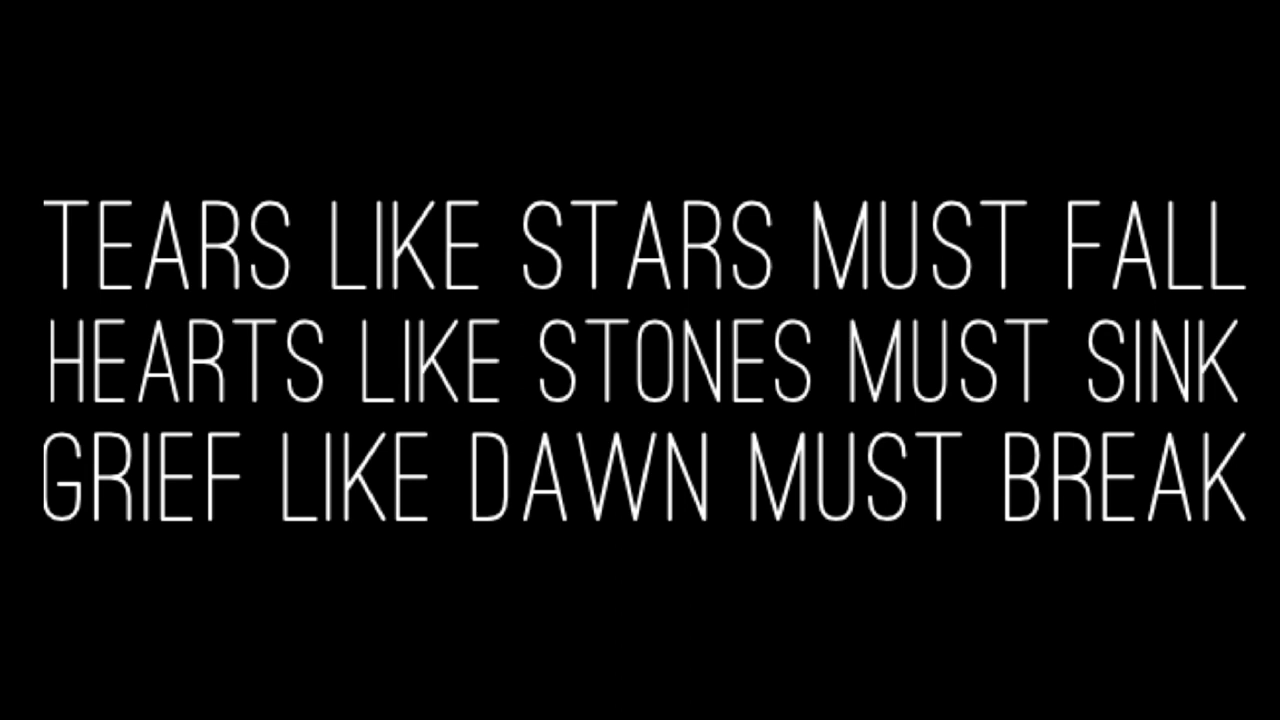 TEARS LIKE STARS MUST FALL
HEARTS LIKE STONES MUST SINK
GRIEF LIKE DAWN MUST BREAK